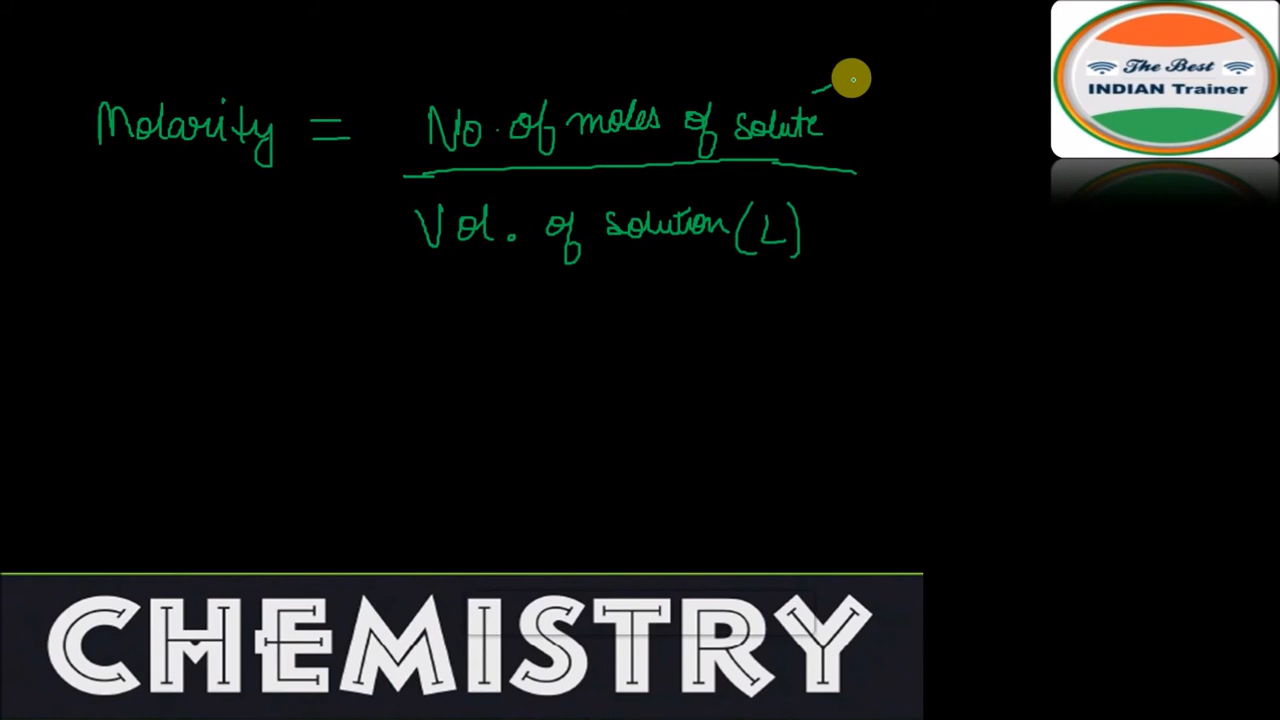 Molarity = No. of moles of solute
Vol. of solution (L)
The Best
INDIAN Trainer
CHEMISTRY